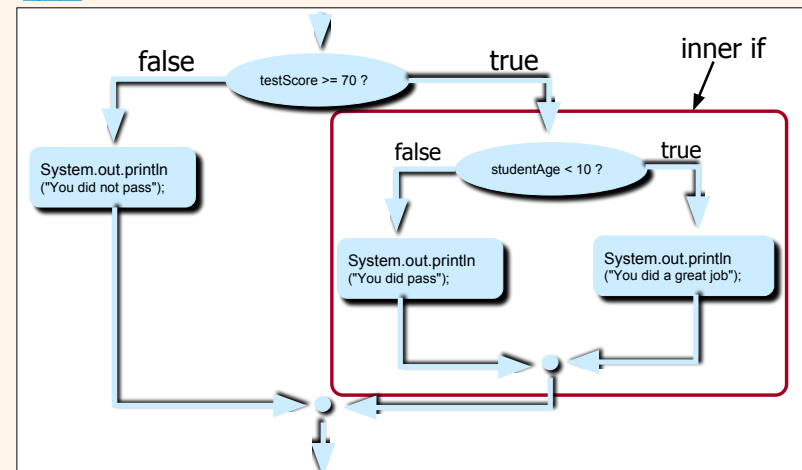 inner if
false
true
testScore >= 70 ?
false
true
studentAge < 10 ?
System.out.println
("You did not pass");
System.out.println
("You did pass");
System.out.println
("You did a great job");